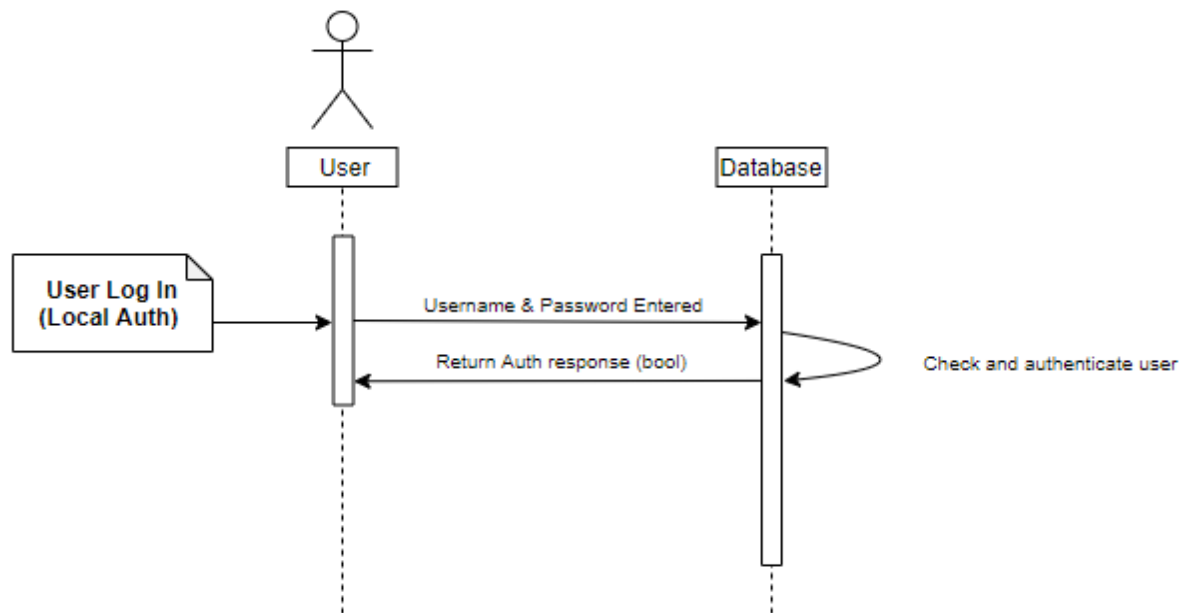 User
Database
User Log In
(Local Auth)
Username & Password Entered
Return Auth response (bool)
Check and authenticate user